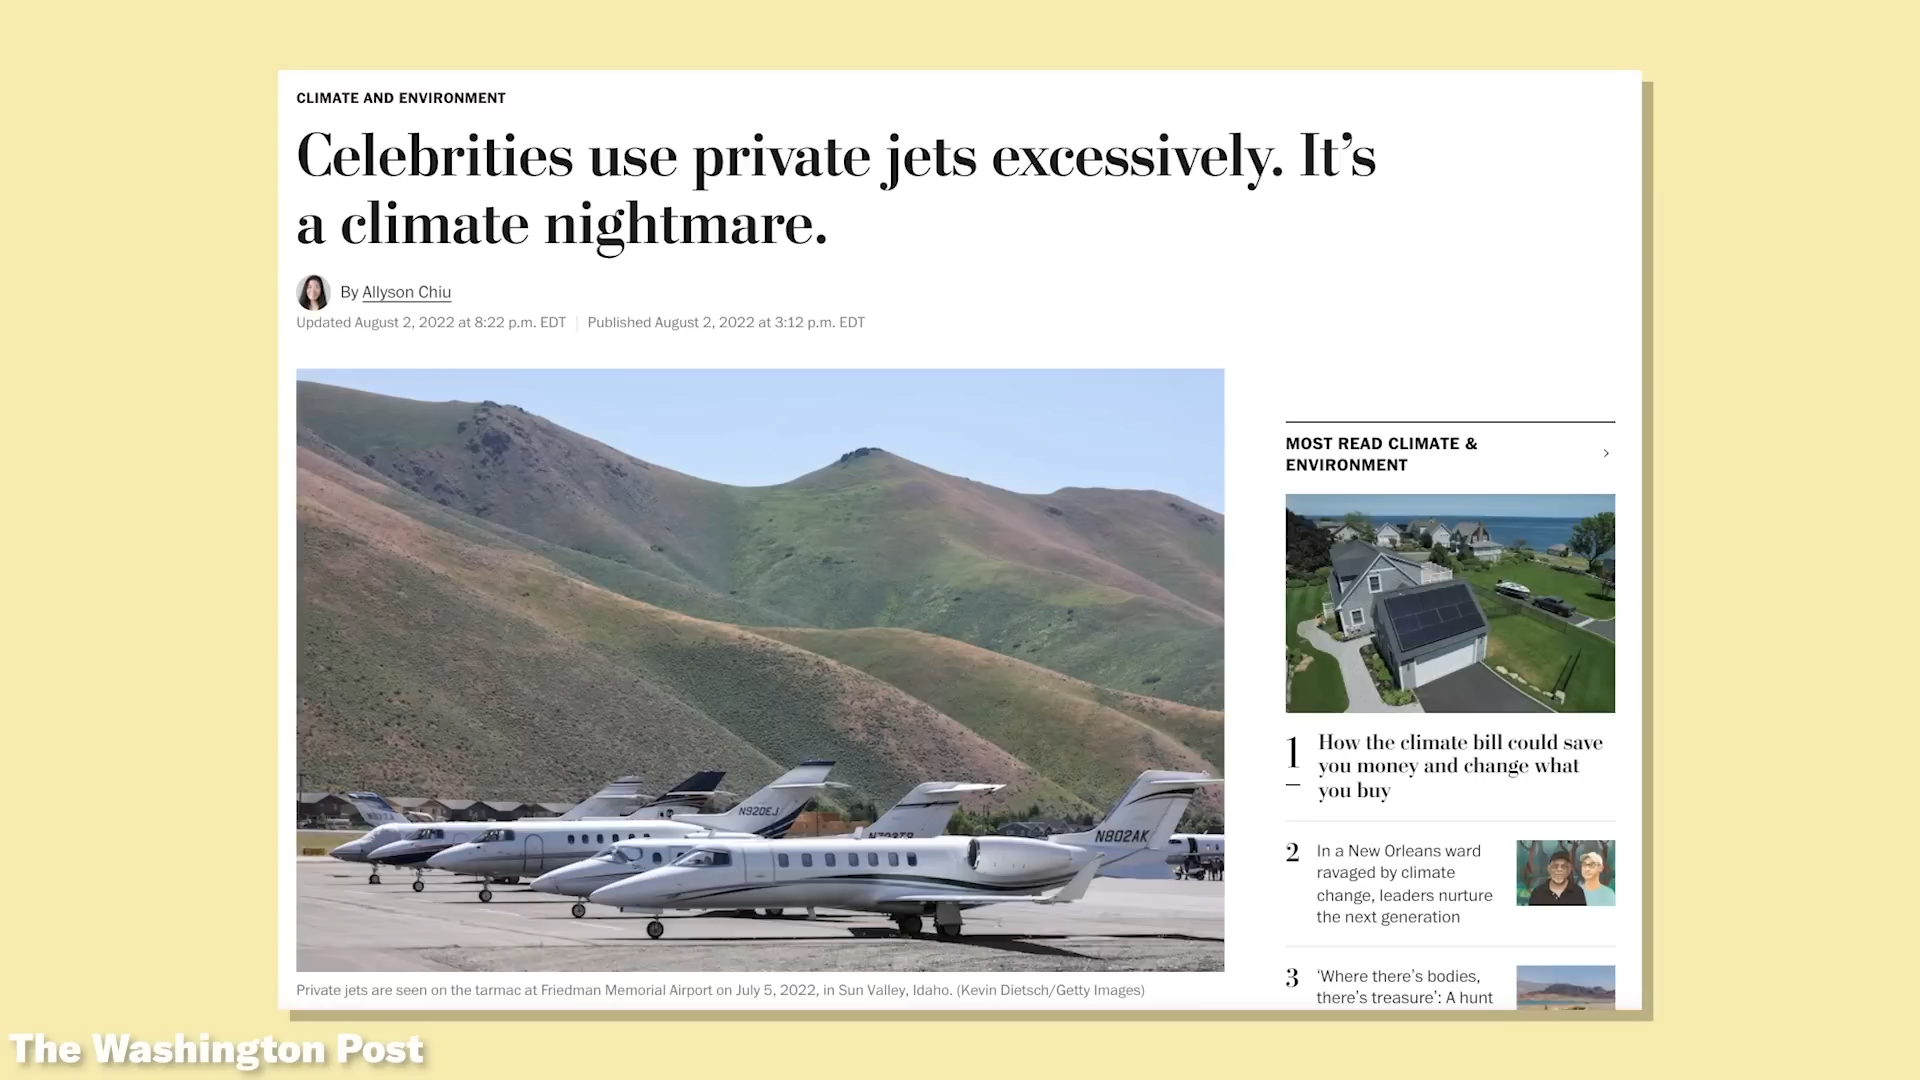 CLIMATE AND ENVIRONMENT
Celebrities use private jets excessively. It’s
a climate nightmare.
By Allyson Chiu
Updated August 2, 2022 at 8:22 p.m. EDT
Published August 2, 2022 at 3:12 p.m. EDT
N920EJ
N802AK
Private jets are seen on the tarmac at Friedman Memorial Airport on July 5, 2022, in Sun Valley, Idaho. (Kevin Dietsch/Getty Images)
MOST READ CLIMATE &
ENVIRONMENT
1
How the climate bill could save
you money and change what
you buy
2
In a New Orleans ward
ravaged by climate
change, leaders nurture
the next generation
3
‘Where there’s bodies,
there’s treasure’: A hunt
The Washington Post